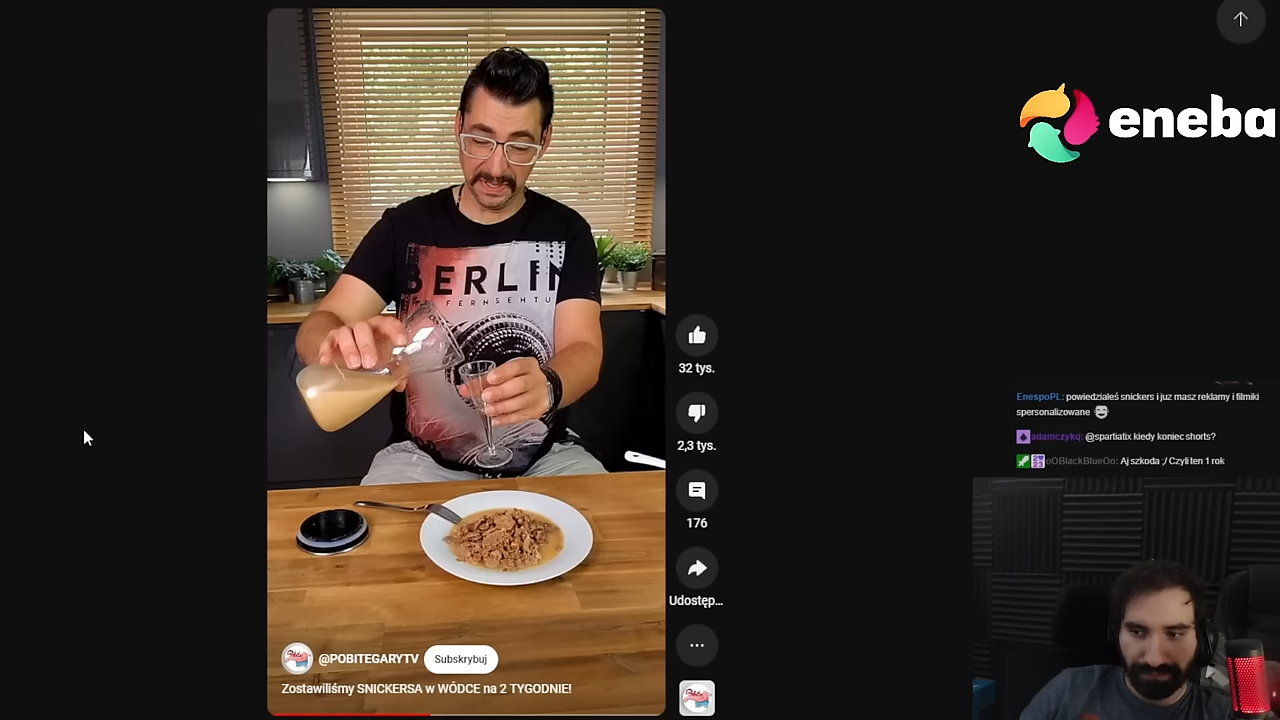 eneba
BERLIN
FERNSEHTU
32 tys.
2,3 tys.
176
Udostęp...
@POBITEGARYTV
Subskrybuj
Zostawiliśmy SNICKERSA w WÓDCE na 2 TYGODNIE!
EnespoPL: powiedziałeś snickers i juz masz reklamy i filmiki
spersonalizowane
adamczykq: @spartiatix kiedy koniec shorts?
oOBlackBlueOo: Aj szkoda ;/ Czyli ten 1 rok